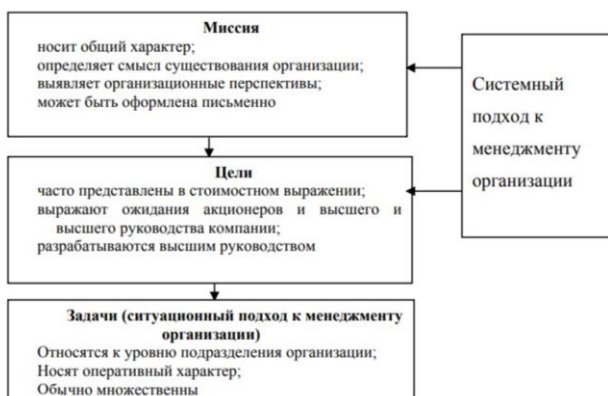 Миссия
носит общий характер;
определяет смысл существования организации;
выявляет организационные перспективы;
может быть оформлена письменно
Системный
подход к
менеджменту
организации
Цели
часто представлены в стоимостном выражении;
выражают ожидания акционеров и высшего и
высшего руководства компании;
разрабатываются высшим руководством
Задачи (ситуационный подход к менеджменту
организации)
Относятся к уровню подразделения организации;
Носят оперативный характер;
Обычно множественны